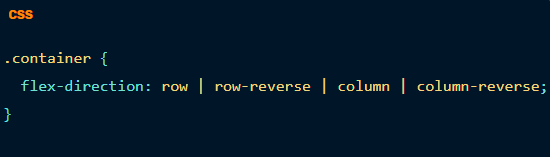 CSS
.container {
flex-direction: row | row-reverse | column | column-reverse;
}